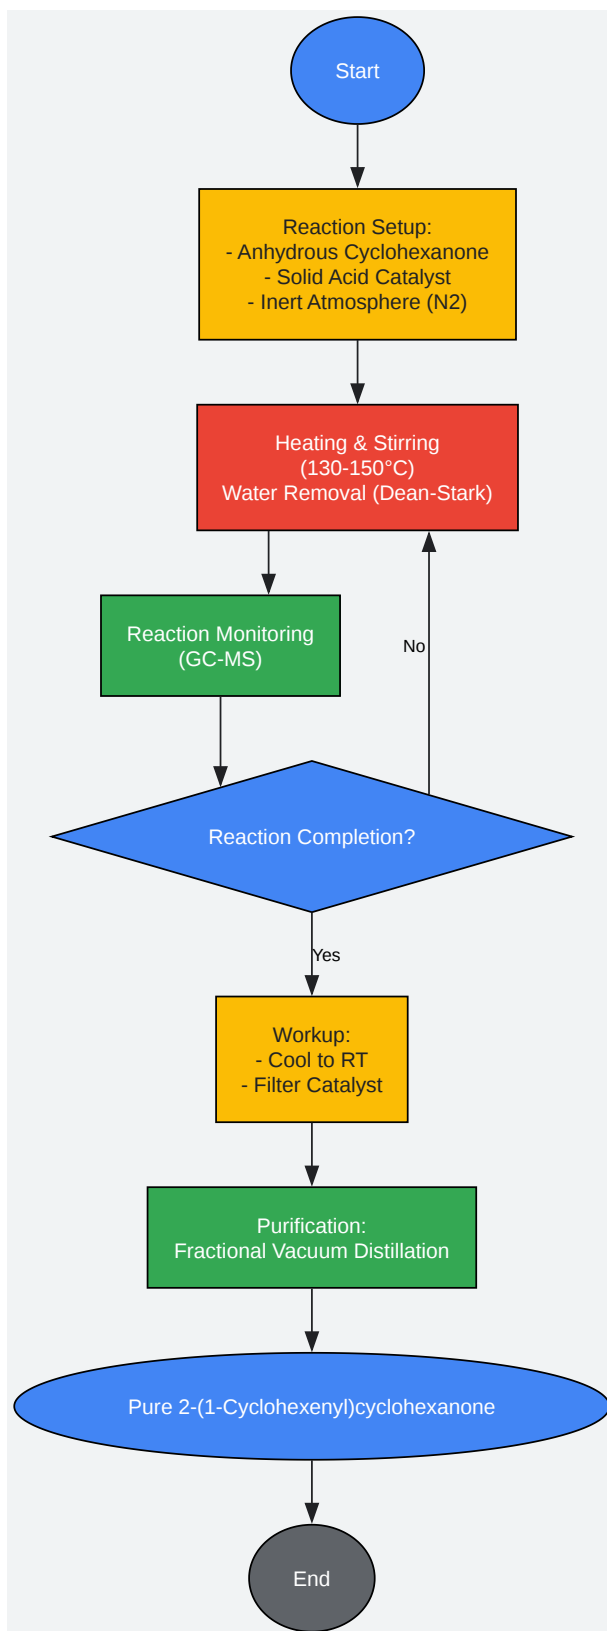 Start
Reaction Setup:
- Anhydrous Cyclohexanone
- Solid Acid Catalyst
- Inert Atmosphere (N2)
Heating & Stirring
(130-150°C)
Water Removal (Dean-Stark)
Reaction Monitoring
(GC-MS)
No
Reaction Completion?
Yes
Workup:
- Cool to RT
- Filter Catalyst
Purification:
Fractional Vacuum Distillation
Pure 2-(1-Cyclohexenyl)cyclohexanone
End